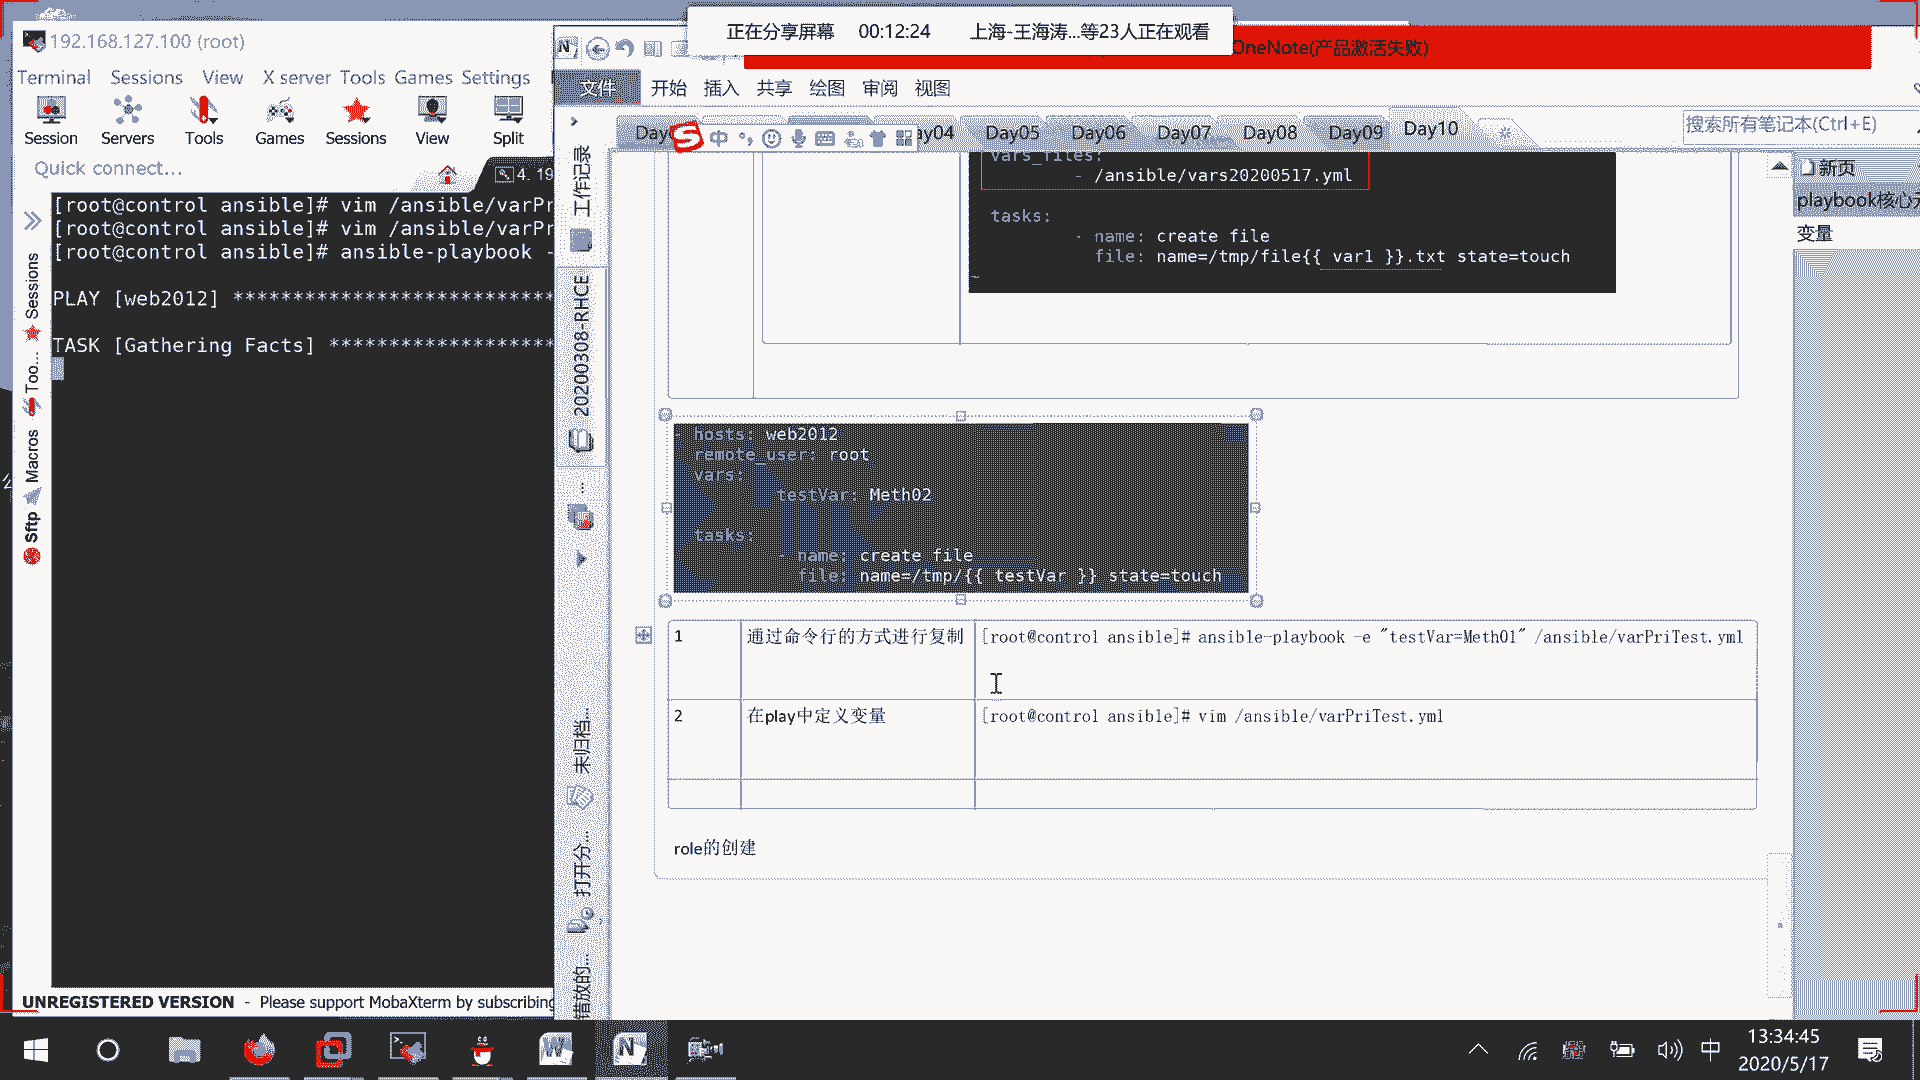 正在分享屏幕 00:12:24 上海-王海涛...等23人正在观看
192.168.127.100 (root)
Terminal Sessions View X server Tools Games Settings
Session Servers Tools Games Sessions View Split
Quick connect...
4. 19
[root@control ansible]# vim /ansible/varPr
[root@control ansible]# vim /ansible/varPr
[root@control ansible]# ansible-playbook -
PLAY [web2012] ***************************
TASK [Gathering Facts] *******************
Sessions
Too...
Macros
Sftp
UNREGISTERED VERSION - Please support MobaXterm by subscribing
OneNote(产品激活失败)
文件 开始 插入 共享 绘图 审阅 视图
Day ay04 Day05 Day06 Day07 Day08 Day09 Day10
中
搜索所有笔记本(Ctrl+E)
工作记录
20200308-RHCE
未归档...
打开分...
错放的...
新页
playbook核心元
变量
vars_files:
- /ansible/vars20200517.yml
tasks:
- name: create file
file: name=/tmp/file{{ var1 }}.txt state=touch
- hosts: web2012
remote_user: root
vars:
testVar: Meth02
tasks:
- name: create file
file: name=/tmp/{{ testVar }} state=touch
1 通过命令行的方式进行复制 [root@control ansible]# ansible-playbook -e "testVar=Meth01" /ansible/varPriTest.yml
2 在play中定义变量 [root@control ansible]# vim /ansible/varPriTest.yml
role的创建
中
13:34:45
2020/5/17